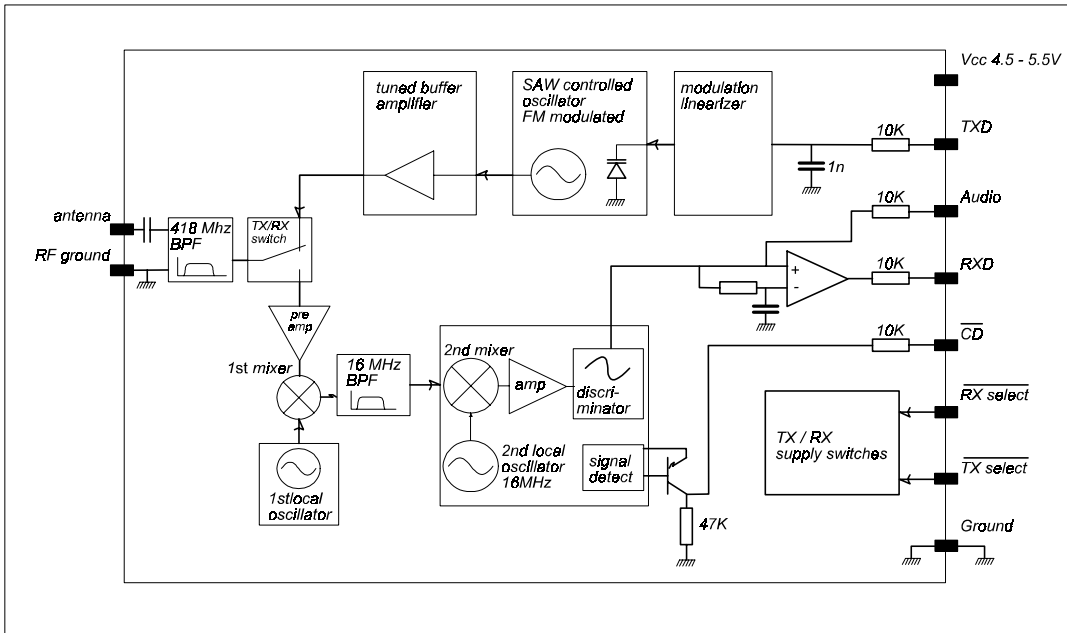 Vcc 4.5 - 5.5V
tuned buffer
amplifier
SAW controlled
oscillator
FM modulated
modulation
linearizer
10K
TXD
1n
10K
Audio
antenna
RF ground
418 Mhz
BPF
TX/RX
switch
+
-
10K
RXD
pre
amp
1st mixer
16 MHz
BPF
2nd mixer
amp
discri-
minator
10K
CD
RX select
TX / RX
supply switches
TX select
1stlocal
oscillator
2nd local
oscillator
16MHz
signal
detect
47K
Ground